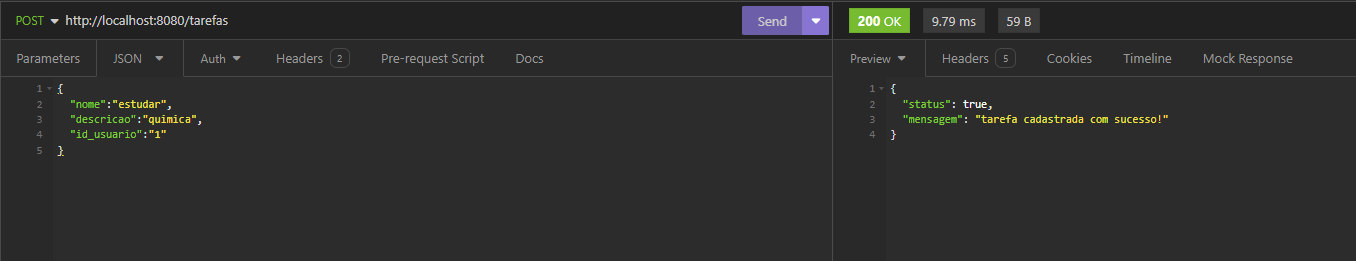 POST http://localhost:8080/tarefas Send
Parameters JSON Auth Headers 2 Pre-request Script Docs
1 {
2 "nome":"estudar",
3 "descricao":"quimica",
4 "id_usuario":"1"
5 }
200 OK 9.79 ms 59 B
Preview Headers 5 Cookies Timeline Mock Response
1 {
2 "status": true,
3 "mensagem": "tarefa cadastrada com sucesso!"
4 }